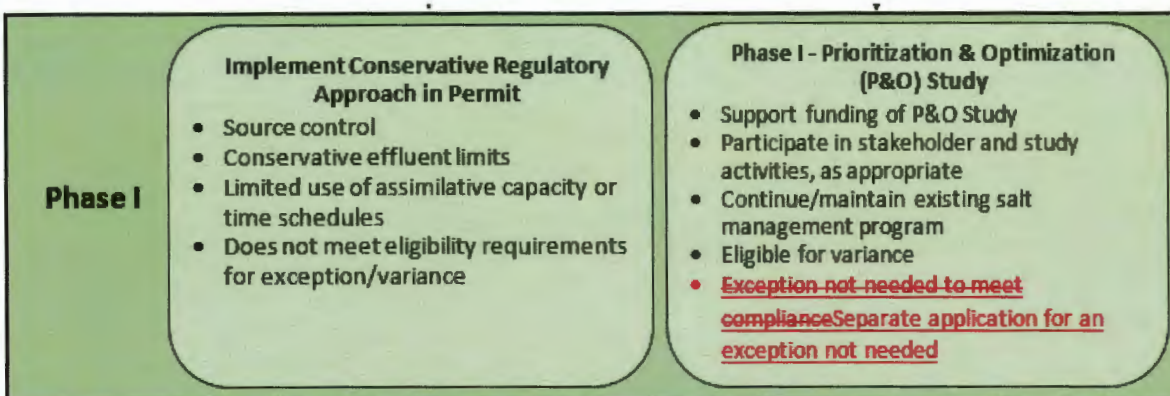 Phase I
Implement Conservative Regulatory
Approach in Permit
• Source control
• Conservative effluent limits
• Limited use of assimilative capacity or
time schedules
• Does not meet eligibility requirements
for exception/variance
Phase I - Prioritization & Optimization
(P&O) Study
• Support funding of P&O Study
• Participate in stakeholder and study
activities, as appropriate
• Continue/maintain existing salt
management program
• Eligible for variance
• Exception not needed to meet
complianceSeparate application for an
exception not needed